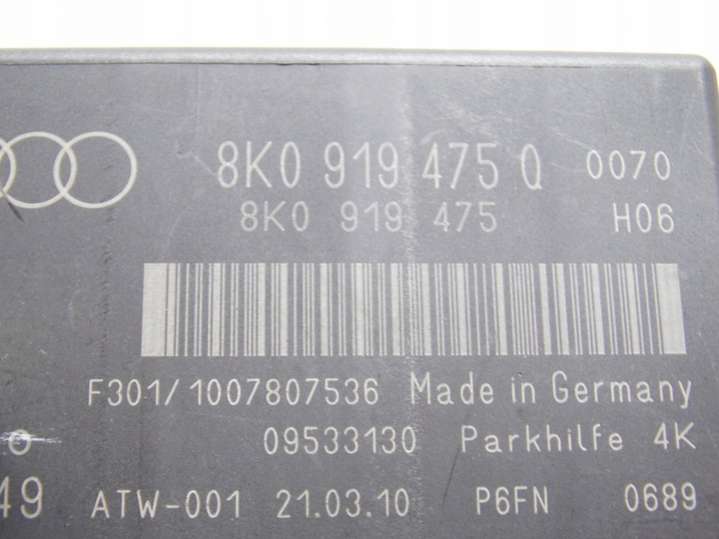 8K0 919 475 Q 0070
8K0 919 475 H06
F301/1007807536 Made in Germany
09533130 Parkhilfe 4K
49 ATW-001 21.03.10 P6FN 0689